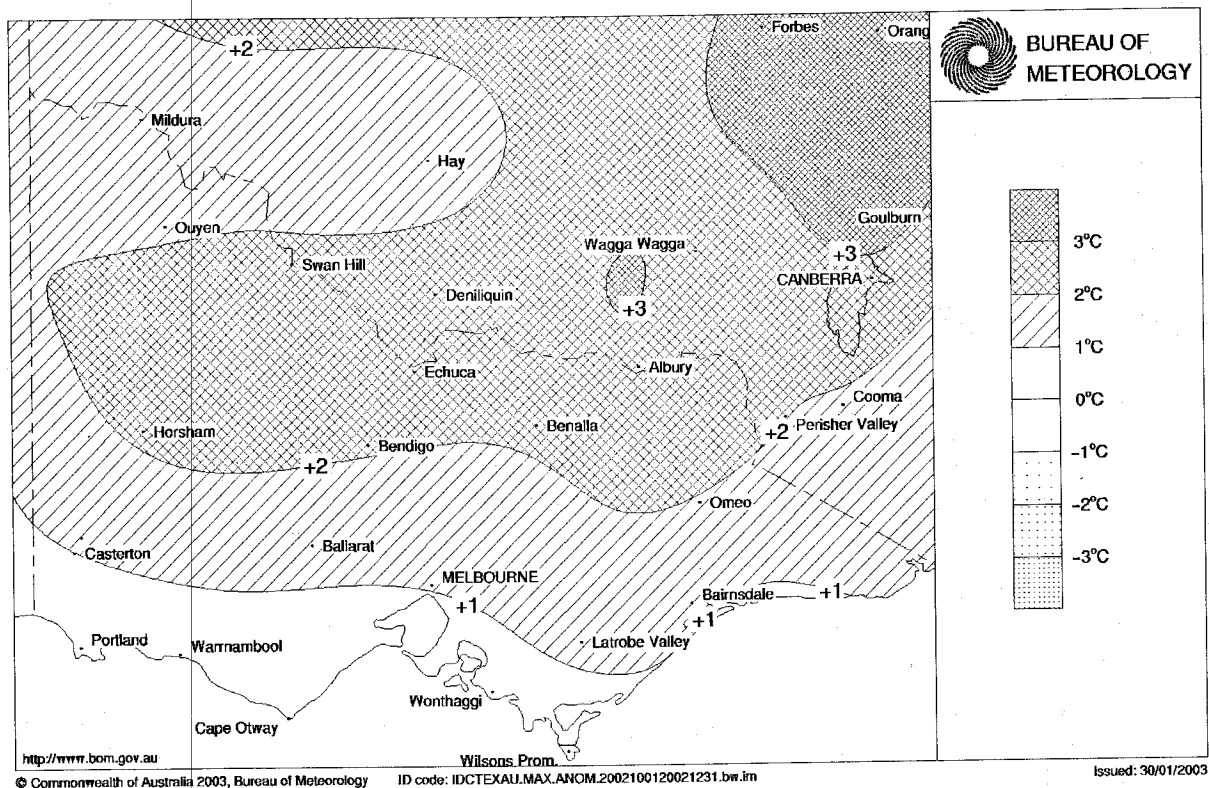 +2
Forbes
Orang
BUREAU OF
METEOROLOGY
Mildura
Hay
Ouyen
Goulburn
Wagga Wagga
3°C
+3
Swan Hill
CANBERRA
Deniliquin
2°C
+3
1°C
Echuca
Albury
0°C
Cooma
Horsham
Benalla
Perisher Valley
+2
Bendigo
-1°C
+2
Omeo
-2°C
Casterton
Ballarat
-3°C
MELBOURNE
Bairnsdale
+1
+1
+1
Portland
Warrnambool
Latrobe Valley
Wonthaggi
Cape Otway
http://www.bom.gov.au
Wilsons Prom.
© Commonwealth of Australia 2003, Bureau of Meteorology
ID code: IDCTEXAU.MAX.ANOM.2002100120021231.bw.irn
Issued: 30/01/2003